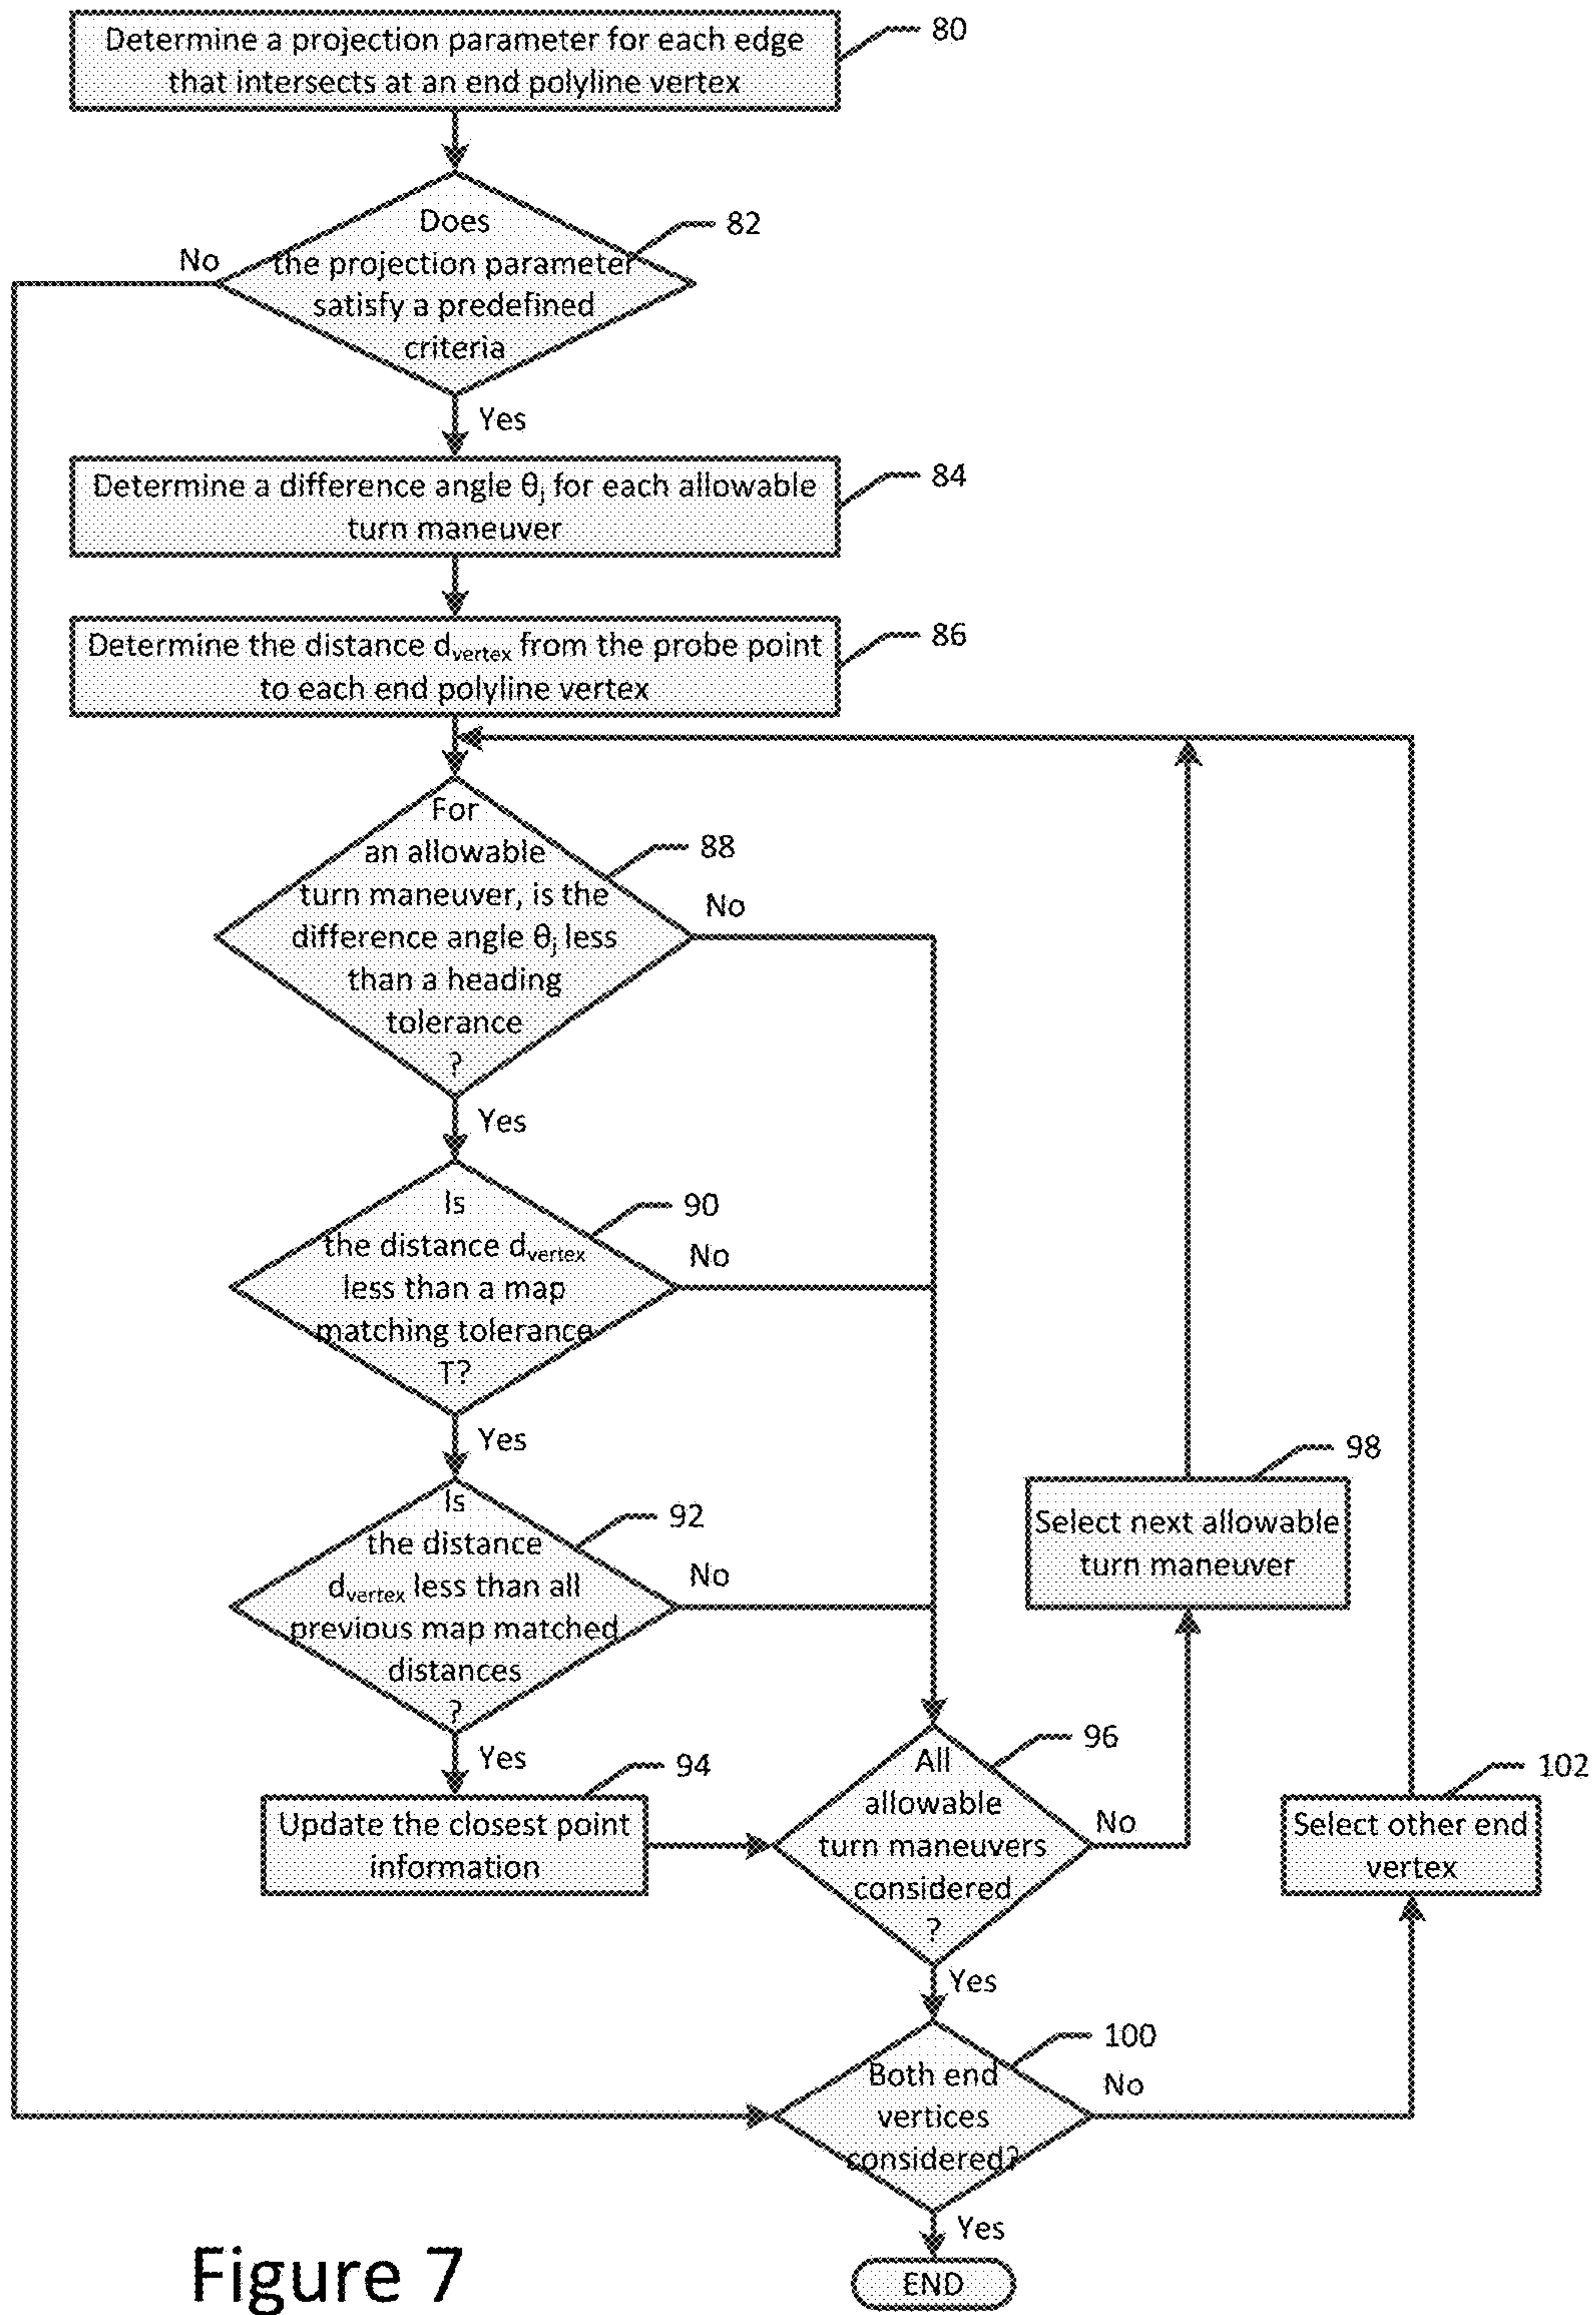 Determine a projection parameter for each edge
that intersects at an end polyline vertex
80
Does
the projection parameter
satisfy a predefined
criteria
82
No
Yes
Determine a difference angle θj for each allowable
turn maneuver
84
Determine the distance dvertex from the probe point
to each end polyline vertex
86
For
an allowable
turn maneuver, is the
difference angle θj less
than a heading
tolerance
?
88
No
Yes
Is
the distance dvertex
less than a map
matching tolerance
T?
90
No
Yes
Is
the distance
dvertex less than all
previous map matched
distances
?
92
No
Yes
Update the closest point
information
94
All
allowable
turn maneuvers
considered
?
96
No
Yes
Select next allowable
turn maneuver
98
Both end
vertices
considered?
100
No
Yes
Select other end
vertex
102
END
Figure 7